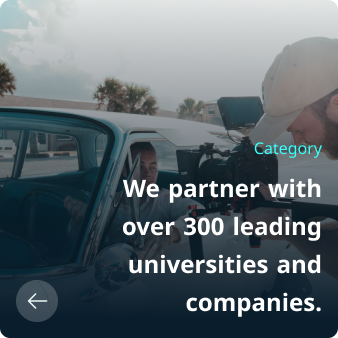 Category
We partner with
over 300 leading
universities and
companies.